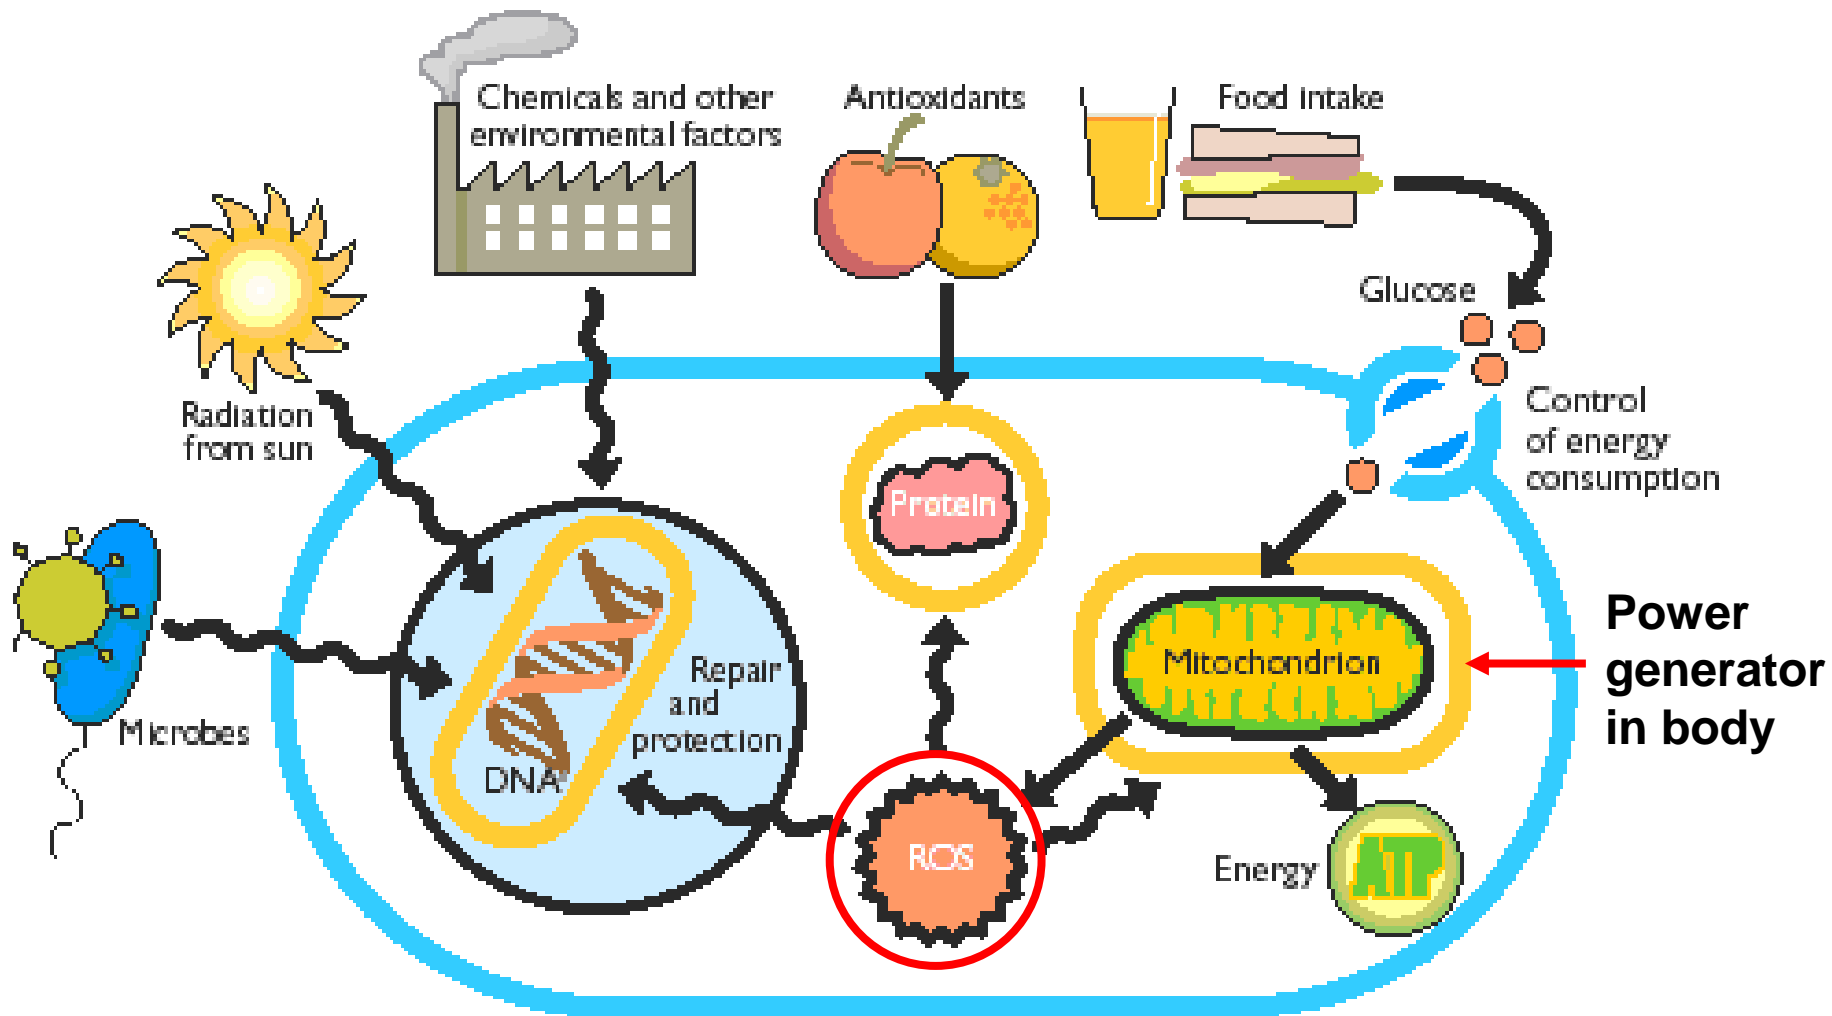 Chemicals and other
environmental factors
Antioxidants
Food intake
Glucose
Radiation
from sun
Control
of energy
consumption
Protein
Power
generator
in body
Mitochondrion
Repair
and
protection
Microbes
DNA
ROS
Energy
ATP